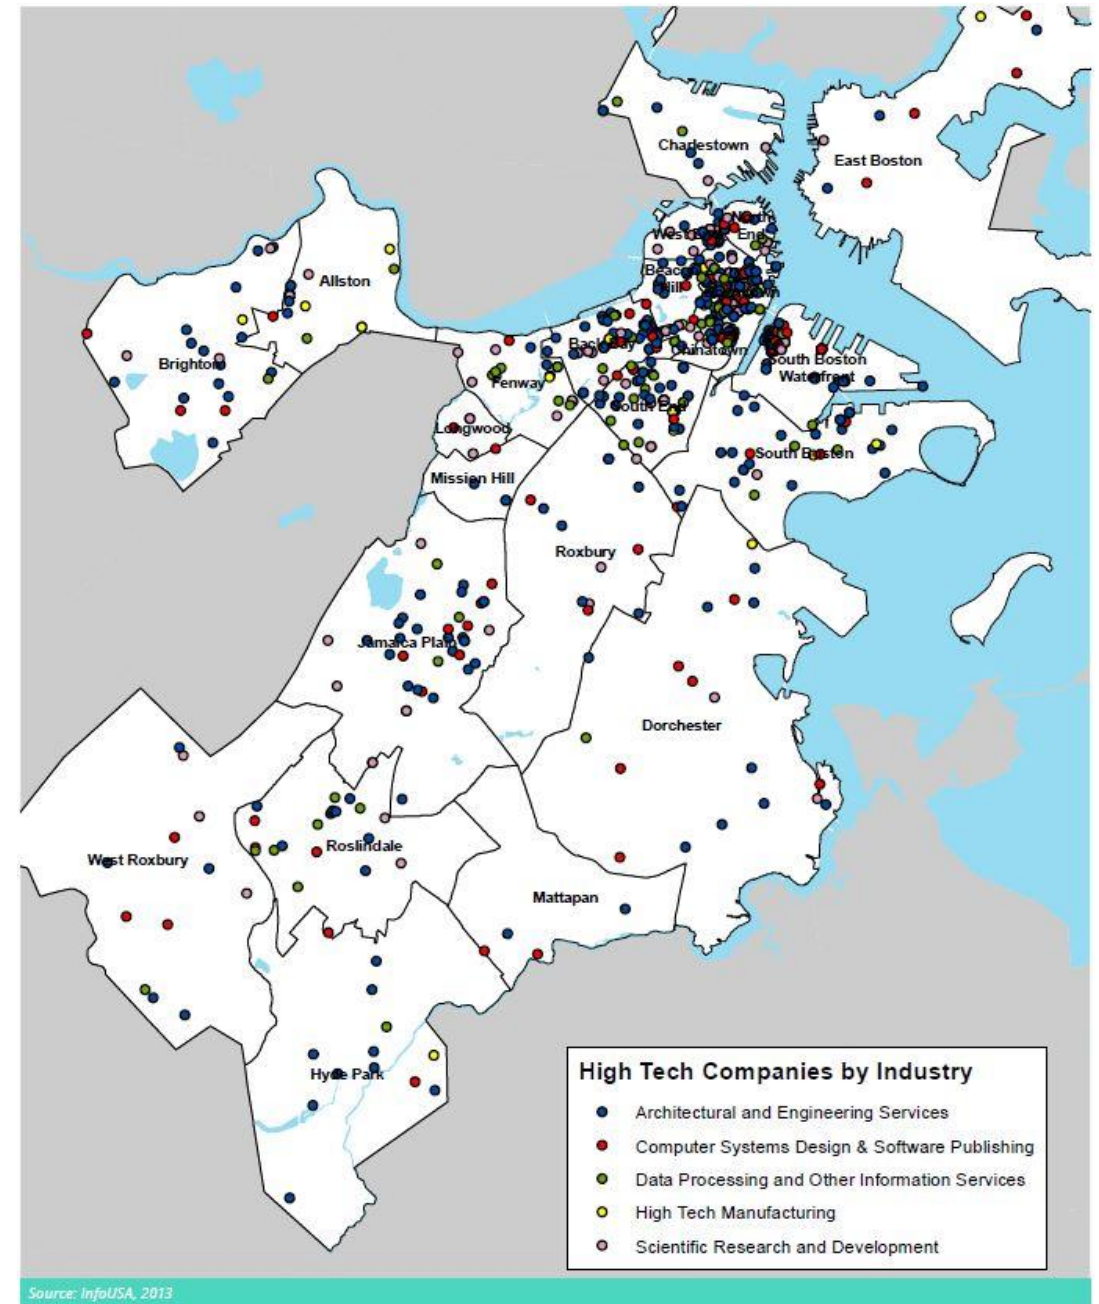 Charlestown
East Boston
West End
North
End
Beacon
Hill
Downtown
Allston
Brighton
Back Bay
Chinatown
South Boston
Waterfront
Fenway
South End
Longwood
South Boston
Mission Hill
Roxbury
Jamaica Plain
Dorchester
Roslindale
West Roxbury
Mattapan
Hyde Park
High Tech Companies by Industry
Architectural and Engineering Services
Computer Systems Design & Software Publishing
Data Processing and Other Information Services
High Tech Manufacturing
Scientific Research and Development
Source: InfoUSA, 2013